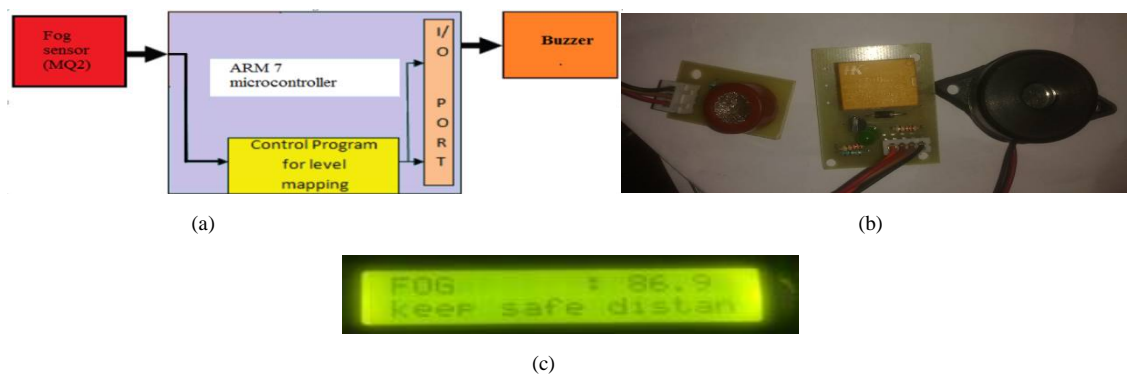 Fog
sensor
(MQ2)
ARM 7
microcontroller
Control Program
for level
mapping
I/
O
P
O
R
T
Buzzer
.
(a)
(b)
FOG : 86.9
keep safe distan
(c)